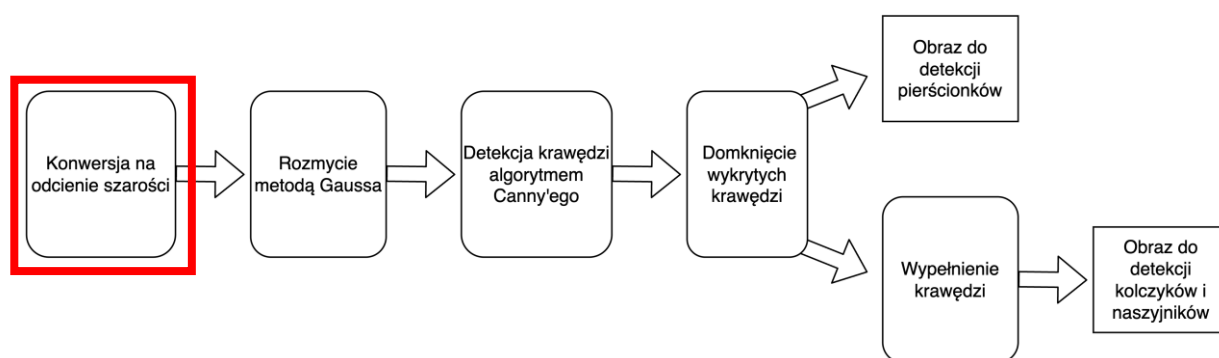 Konwersja na
odcienie szarości
Rozmycie
metodą Gaussa
Detekcja krawędzi
algorytmem
Canny'ego
Domknięcie
wykrytych
krawędzi
Obraz do
detekcji
pierścionków
Wypełnienie
krawędzi
Obraz do
detekcji
kolczyków i
naszyjników